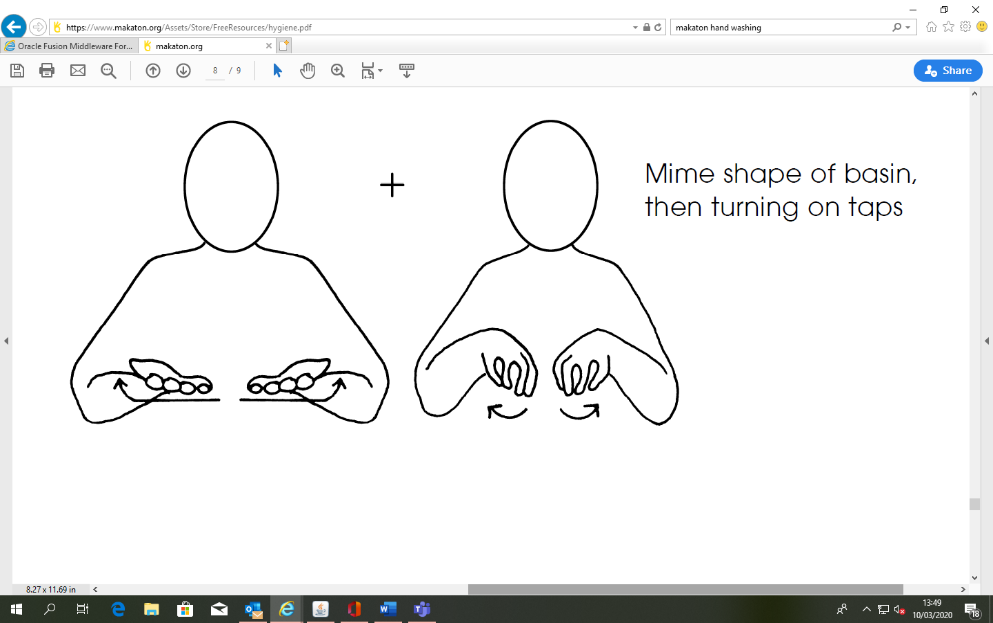 https://www.makaton.org/Assets/Store/FreeResources/hygiene.pdf
makaton hand washing
Oracle Fusion Middleware For...
makaton.org
8 / 9
Share
+
Mime shape of basin,
then turning on taps
8.27 x 11.69 in
13:49
10/03/2020
18